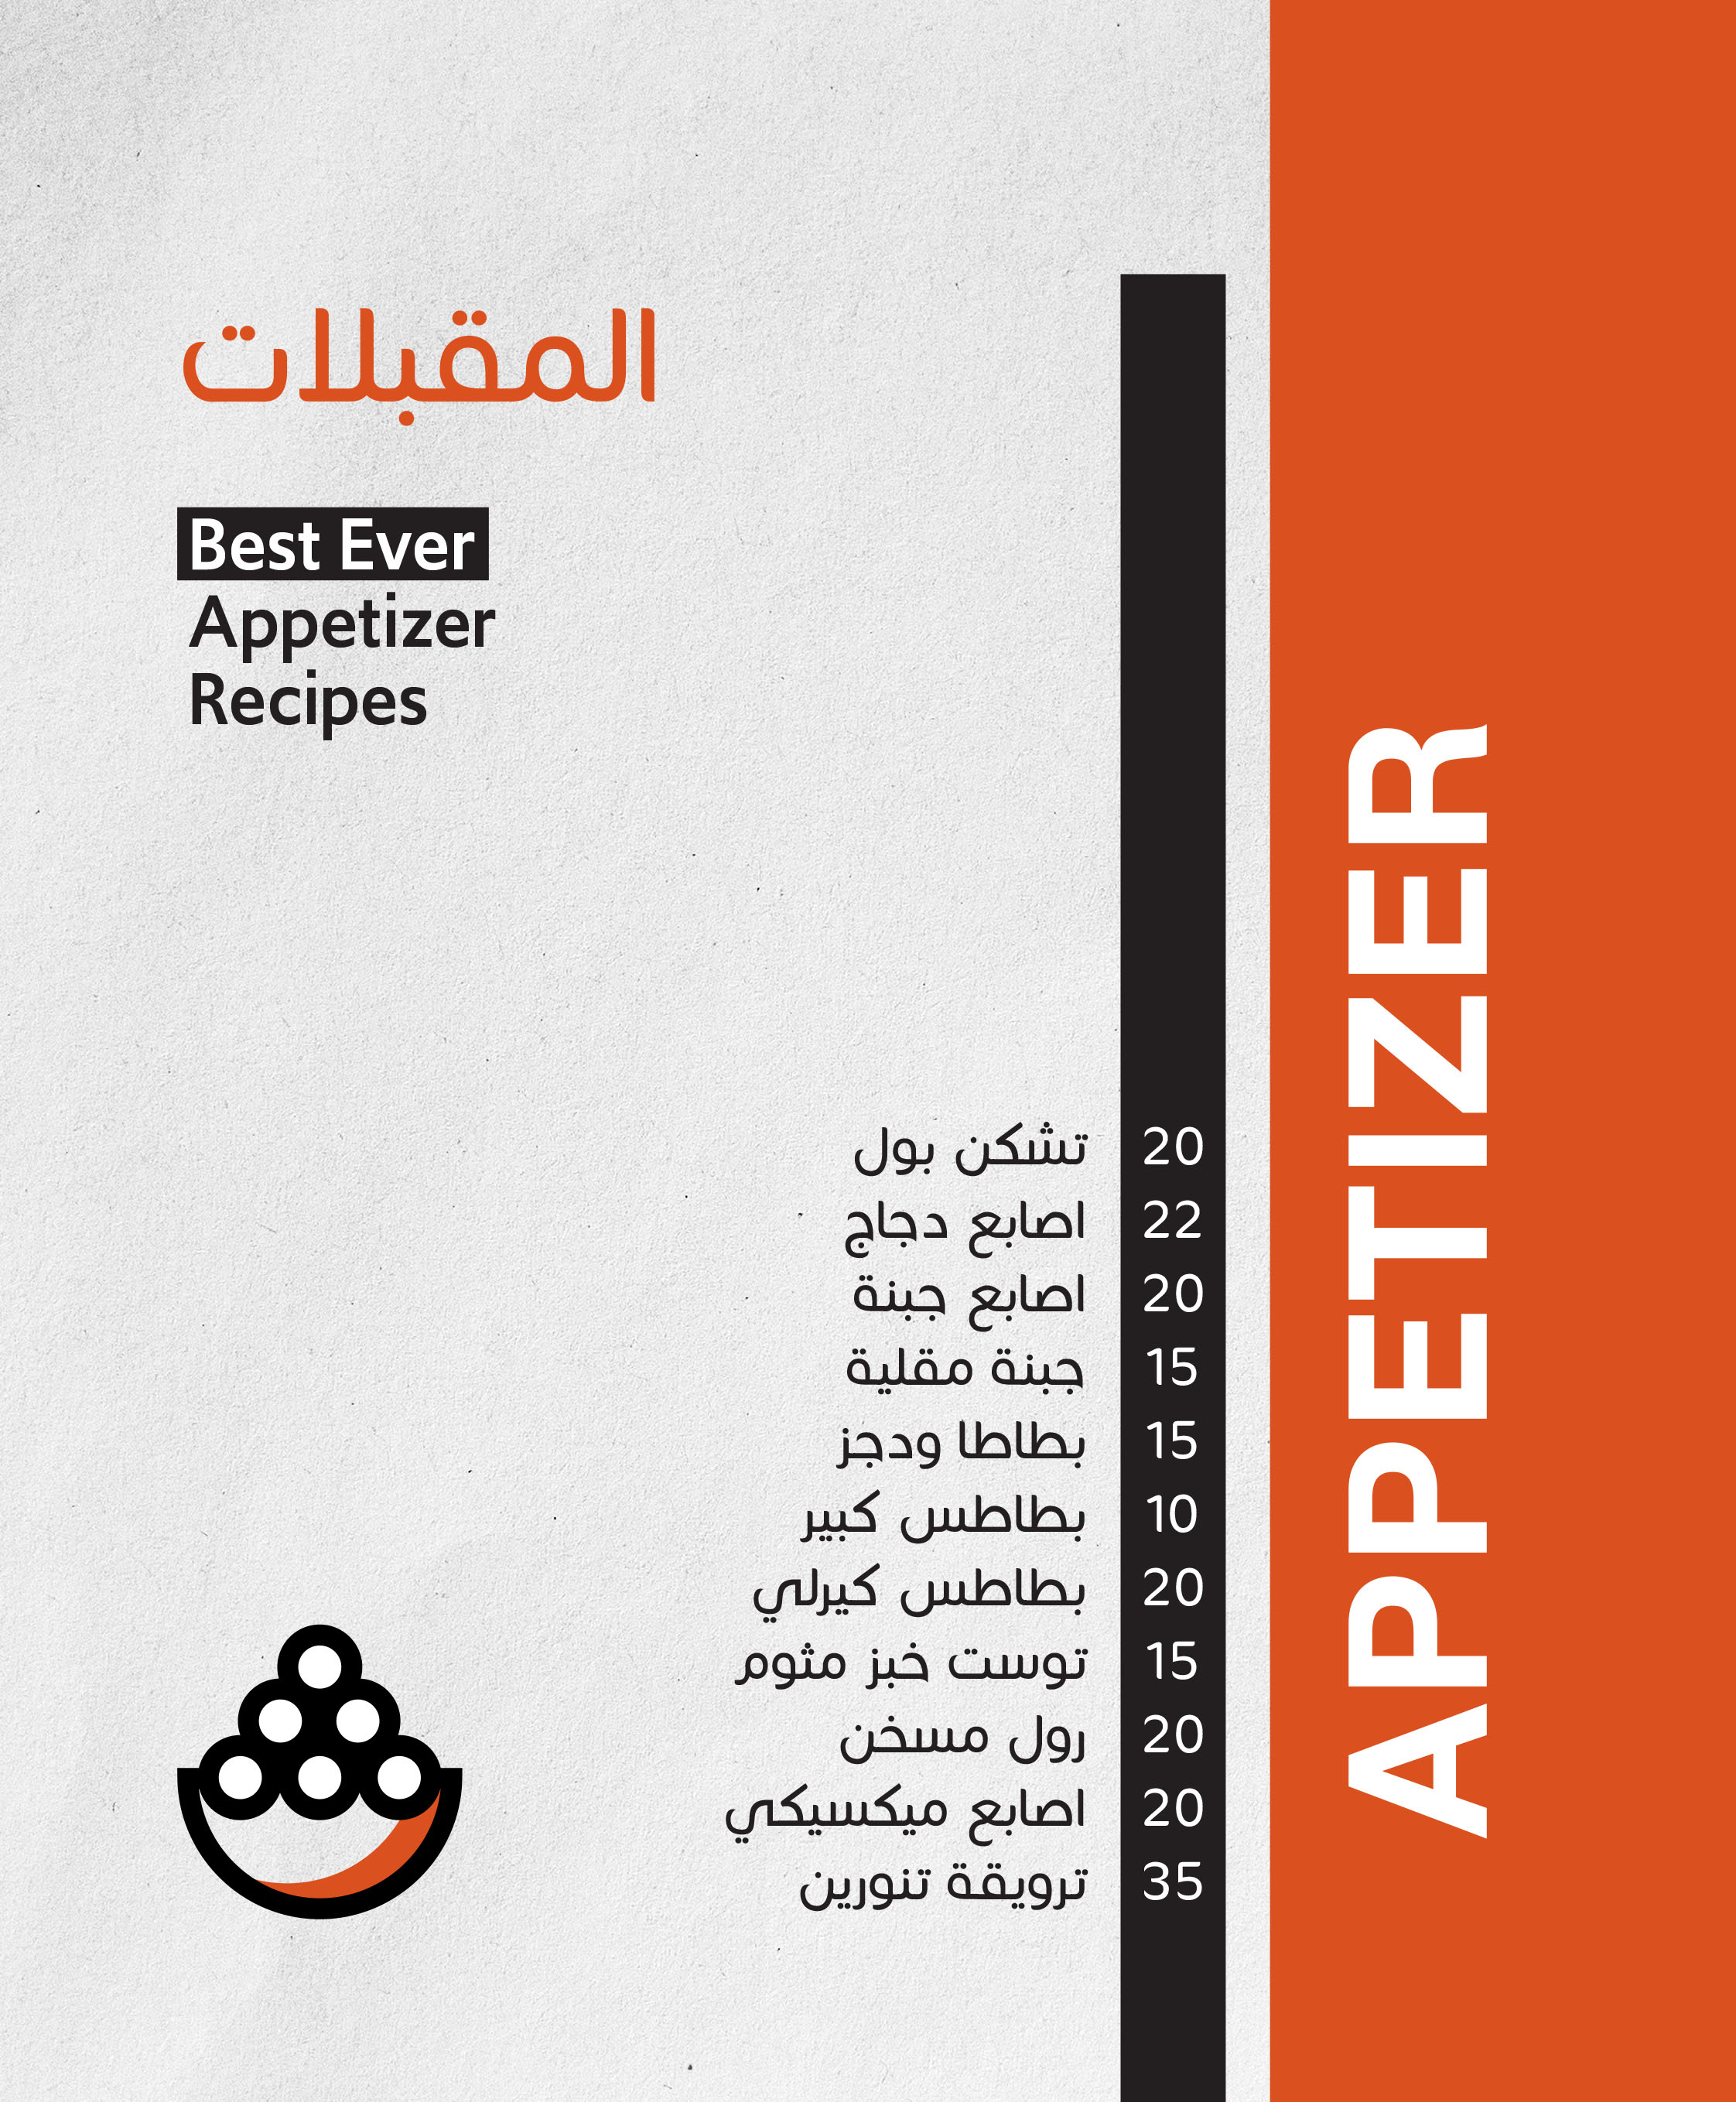 المقبلات
Best Ever
Appetizer
Recipes
تشكن بول 20
اصابع دجاج 22
اصابع جبنة 20
جبنة مقلية 15
بطاطا ودجز 15
بطاطس كبير 10
بطاطس كيرلي 20
توست خبز مثوم 15
رول مسخن 20
اصابع ميكسيكي 20
ترويقة تنورين 35
APPETIZER